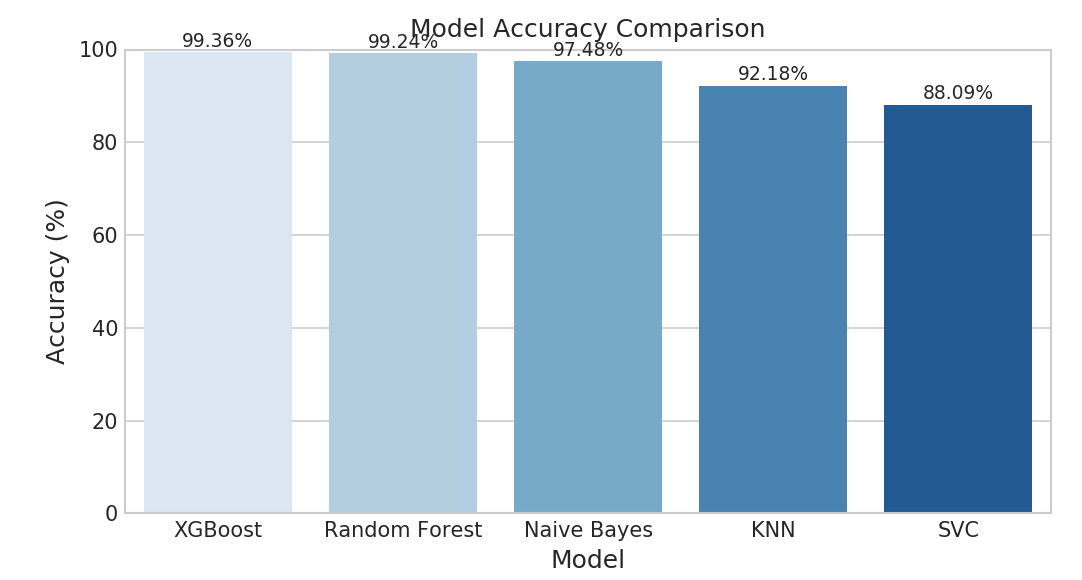 Model Accuracy Comparison
99.36%
99.24%
97.48%
92.18%
88.09%
Accuracy (%)
100
80
60
40
20
0
XGBoost
Random Forest
Naive Bayes
KNN
SVC
Model